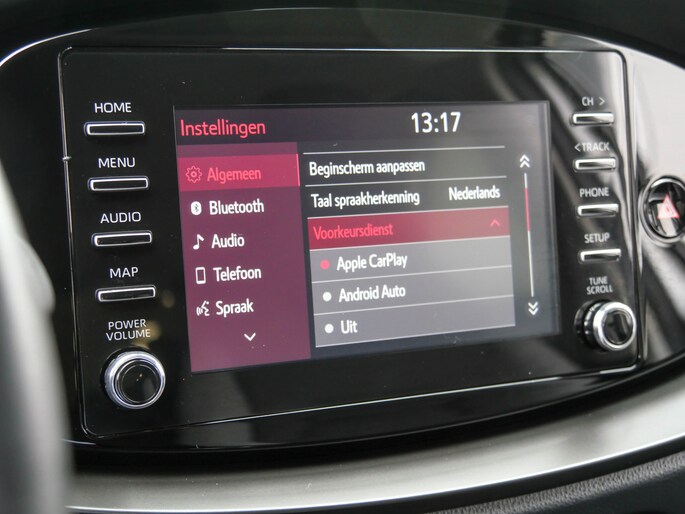 HOME
MENU
AUDIO
MAP
POWER
VOLUME
Instellingen
13:17
Algemeen
Bluetooth
Audio
Telefoon
Spraak
Beginscherm aanpassen
Taal spraakherkenning Nederlands
Voorkeursdienst
Apple CarPlay
Android Auto
Uit
CH >
< TRACK
PHONE
SETUP
TUNE
SCROLL